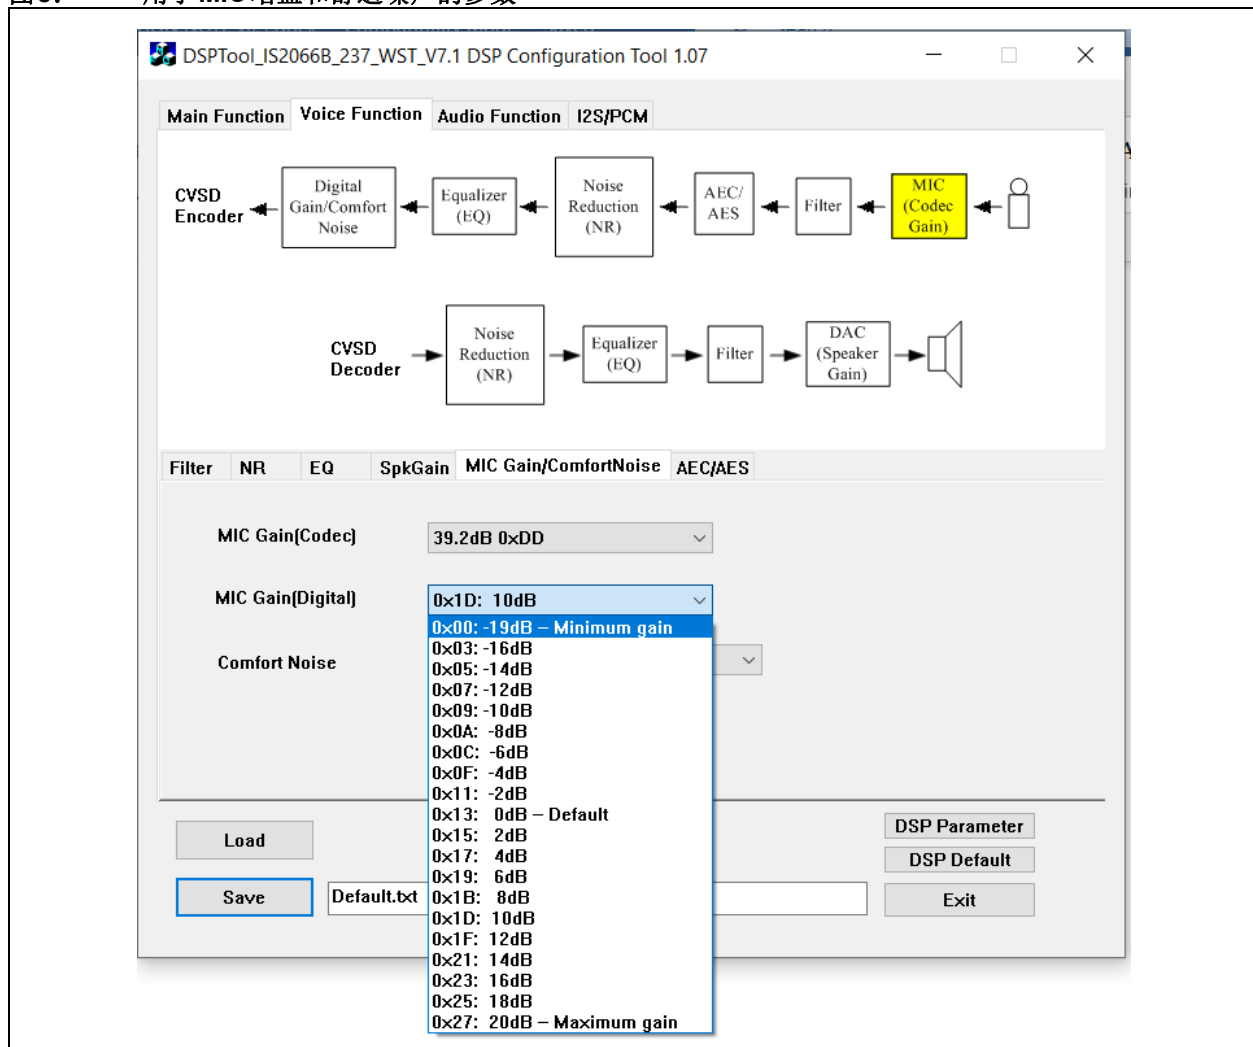 DSPTool_IS2066B_237_WST_V7.1 DSP Configuration Tool 1.07
Main Function Voice Function Audio Function I2S/PCM
CVSD
Encoder
Digital
Gain/Comfort
Noise
Equalizer
(EQ)
Noise
Reduction
(NR)
AEC/
AES
Filter
MIC
(Codec
Gain)
CVSD
Decoder
Noise
Reduction
(NR)
Equalizer
(EQ)
Filter
DAC
(Speaker
Gain)
Filter NR EQ SpkGain MIC Gain/ComfortNoise AEC/AES
MIC Gain(Codec) 39.2dB 0xDD
MIC Gain(Digital) 0x1D: 10dB
Comfort Noise
0x00: -19dB – Minimum gain
0x03: -16dB
0x05: -14dB
0x07: -12dB
0x09: -10dB
0x0A: -8dB
0x0C: -6dB
0x0F: -4dB
0x11: -2dB
0x13: 0dB – Default
0x15: 2dB
0x17: 4dB
0x19: 6dB
0x1B: 8dB
0x1D: 10dB
0x1F: 12dB
0x21: 14dB
0x23: 16dB
0x25: 18dB
0x27: 20dB – Maximum gain
Load
Save Default.txt
DSP Parameter
DSP Default
Exit